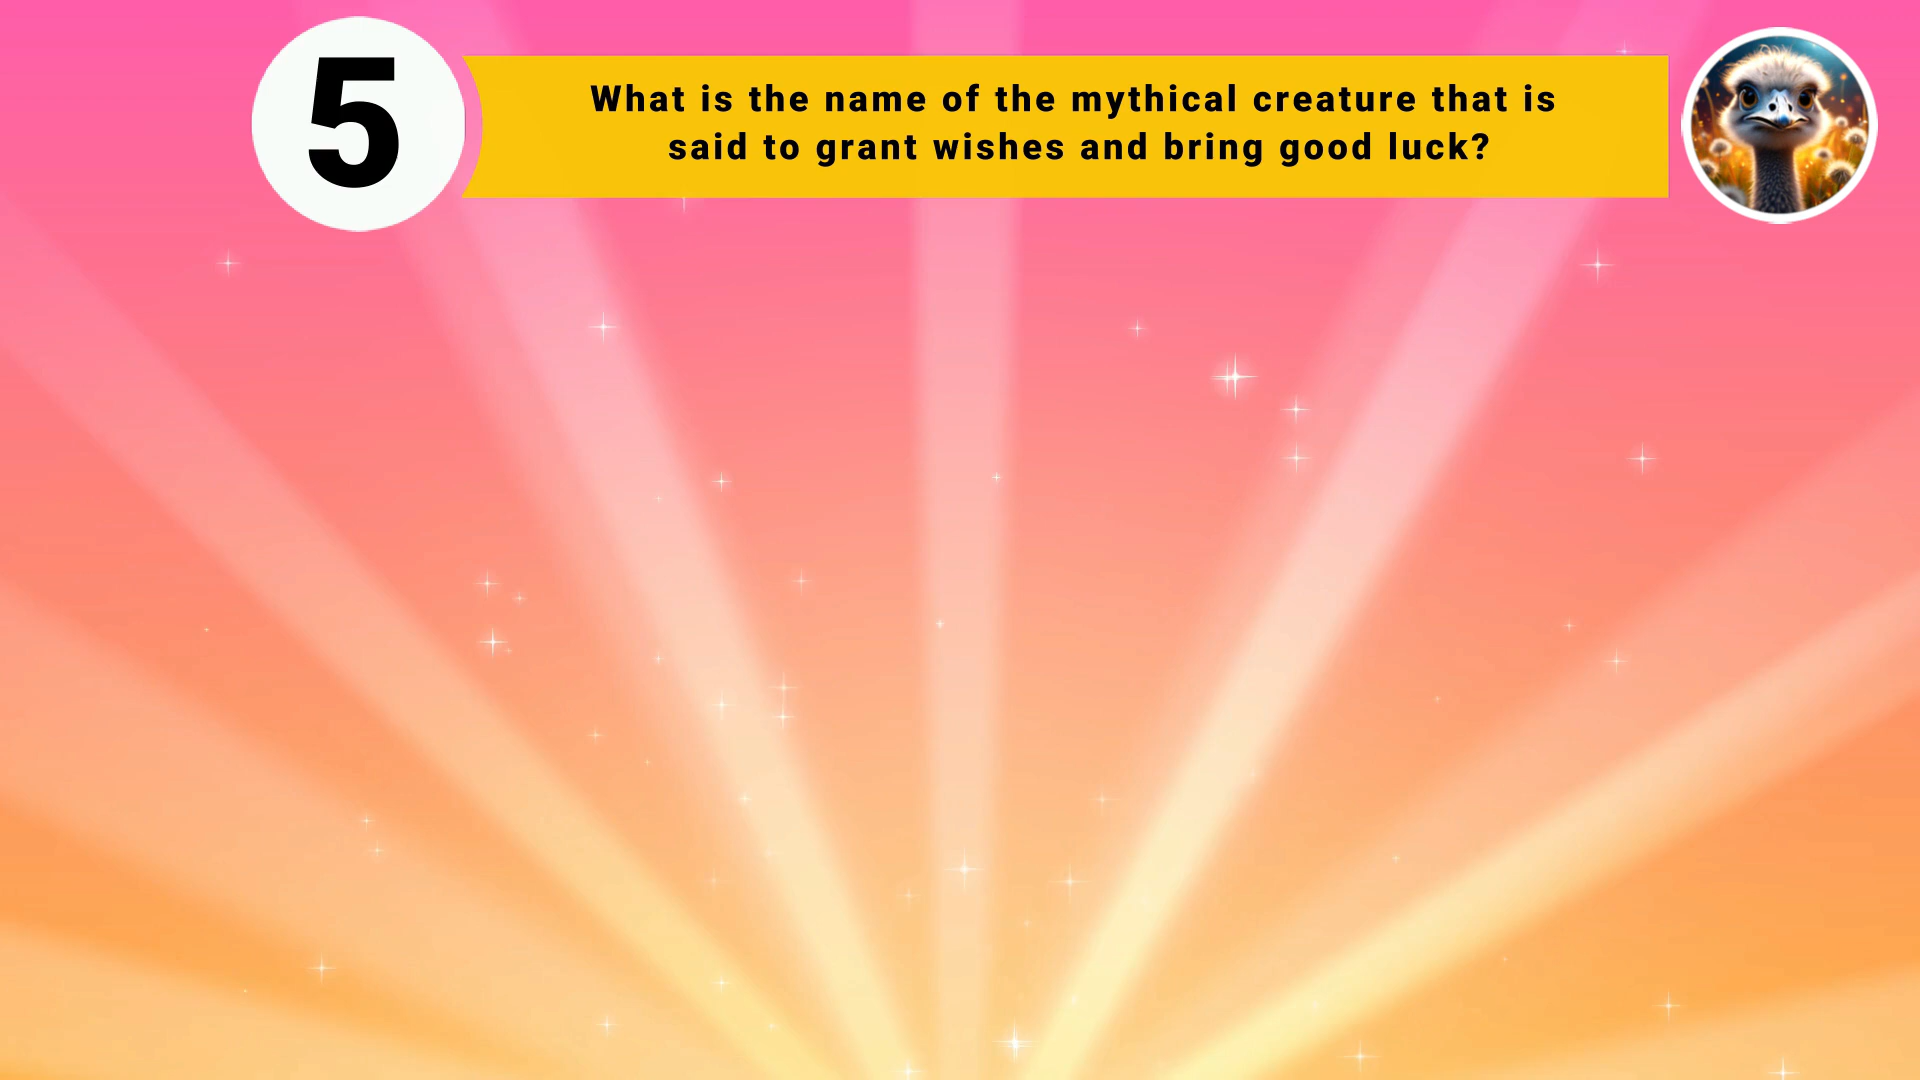 5
What is the name of the mythical creature that is
said to grant wishes and bring good luck?